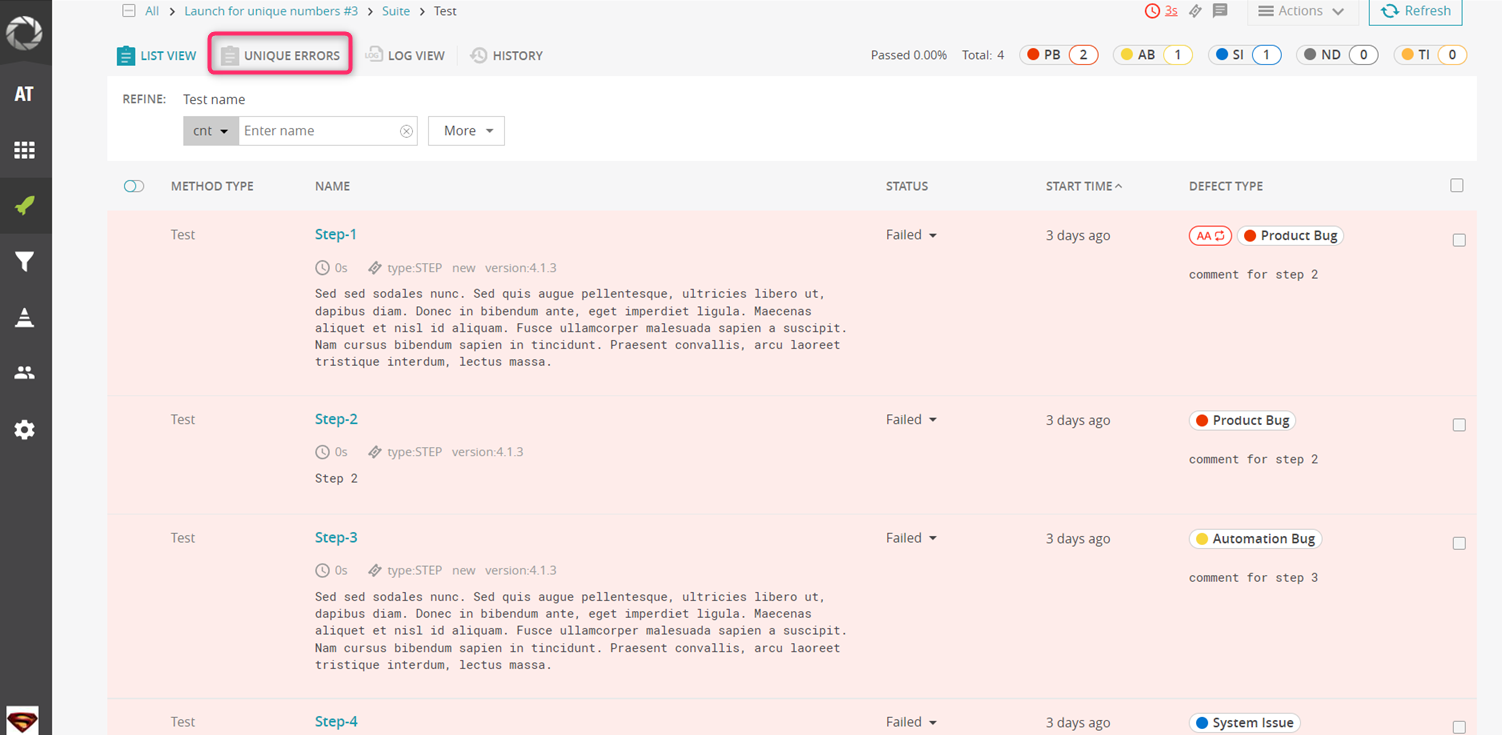 All > Launch for unique numbers #3 > Suite > Test
3s
Actions
Refresh
LIST VIEW
UNIQUE ERRORS
LOG
LOG VIEW
HISTORY
Passed 0.00% Total: 4
PB 2
AB 1
SI 1
ND 0
TI 0
AT
REFINE:
Test name
cnt
Enter name
More
METHOD TYPE NAME STATUS START TIME DEFECT TYPE
Test Step-1 Failed 3 days ago AA Product Bug
0s type:STEP new version:4.1.3
comment for step 2
Sed sed sodales nunc. Sed quis augue pellentesque, ultricies libero ut,
dapibus diam. Donec in bibendum ante, eget imperdiet ligula. Maecenas
aliquet et nisl id aliquam. Fusce ullamcorper malesuada sapien a suscipit.
Nam cursus bibendum sapien in tincidunt. Praesent convallis, arcu laoreet
tristique interdum, lectus massa.
Test Step-2 Failed 3 days ago Product Bug
0s type:STEP version:4.1.3
comment for step 2
Step 2
Test Step-3 Failed 3 days ago Automation Bug
0s type:STEP new version:4.1.3
comment for step 3
Sed sed sodales nunc. Sed quis augue pellentesque, ultricies libero ut,
dapibus diam. Donec in bibendum ante, eget imperdiet ligula. Maecenas
aliquet et nisl id aliquam. Fusce ullamcorper malesuada sapien a suscipit.
Nam cursus bibendum sapien in tincidunt. Praesent convallis, arcu laoreet
tristique interdum, lectus massa.
Test Step-4 Failed 3 days ago System Issue